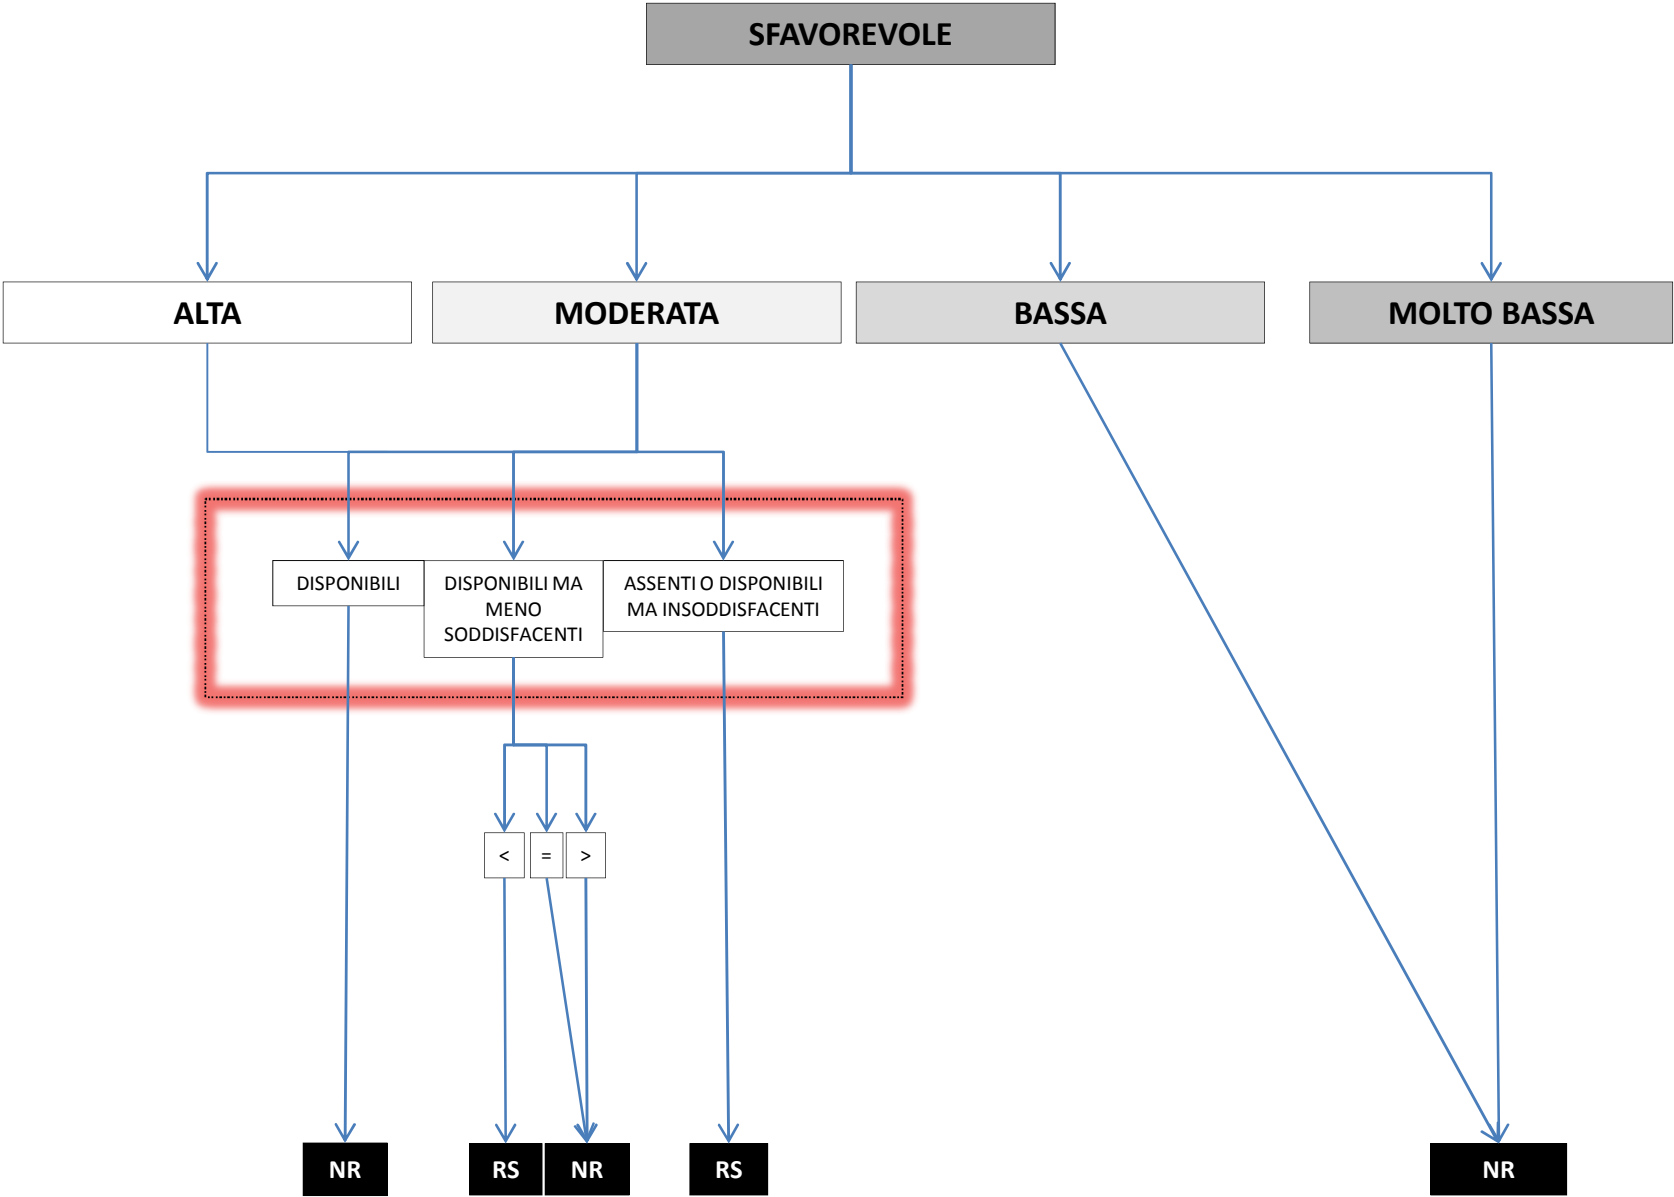 SFAVOREVOLE
ALTA
MODERATA
BASSA
MOLTO BASSA
DISPONIBILI
DISPONIBILI MA
MENO
SODDISFACENTI
ASSENTI O DISPONIBILI
MA INSODDISFACENTI
<
=
>
NR
RS
NR
RS
NR